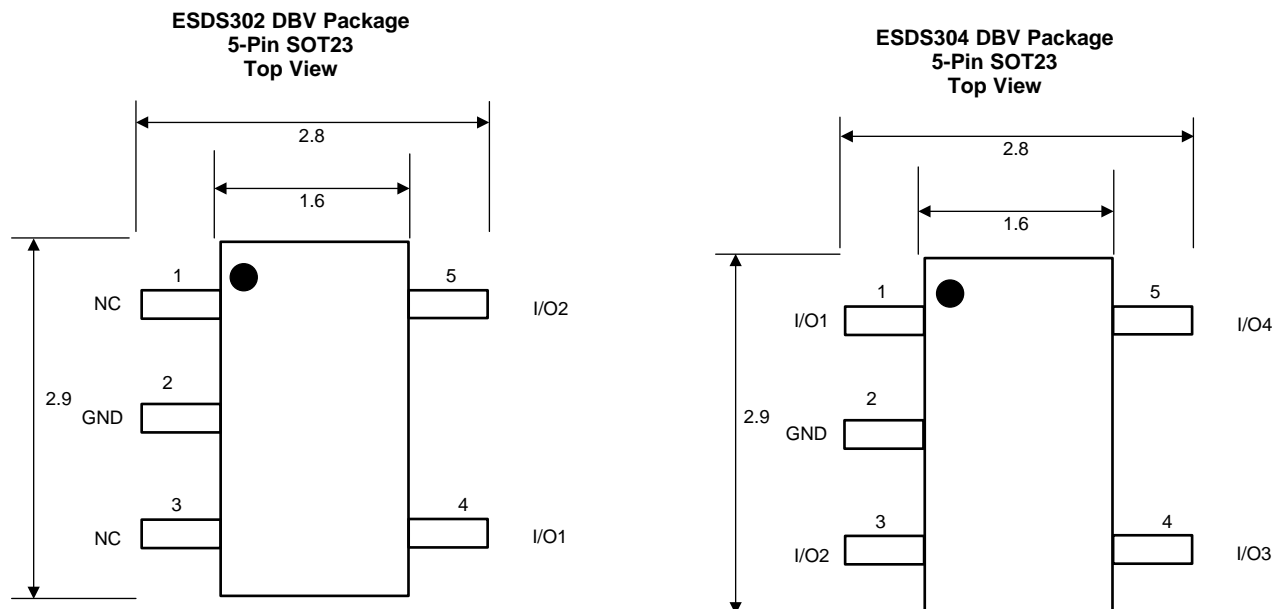 ESDS302 DBV Package
5-Pin SOT23
Top View
2.8
1.6
1
5
NC
I/O2
2
2.9
GND
3
4
NC
I/O1
ESDS304 DBV Package
5-Pin SOT23
Top View
2.8
1.6
1
5
I/O1
I/O4
2
2.9
GND
3
4
I/O2
I/O3